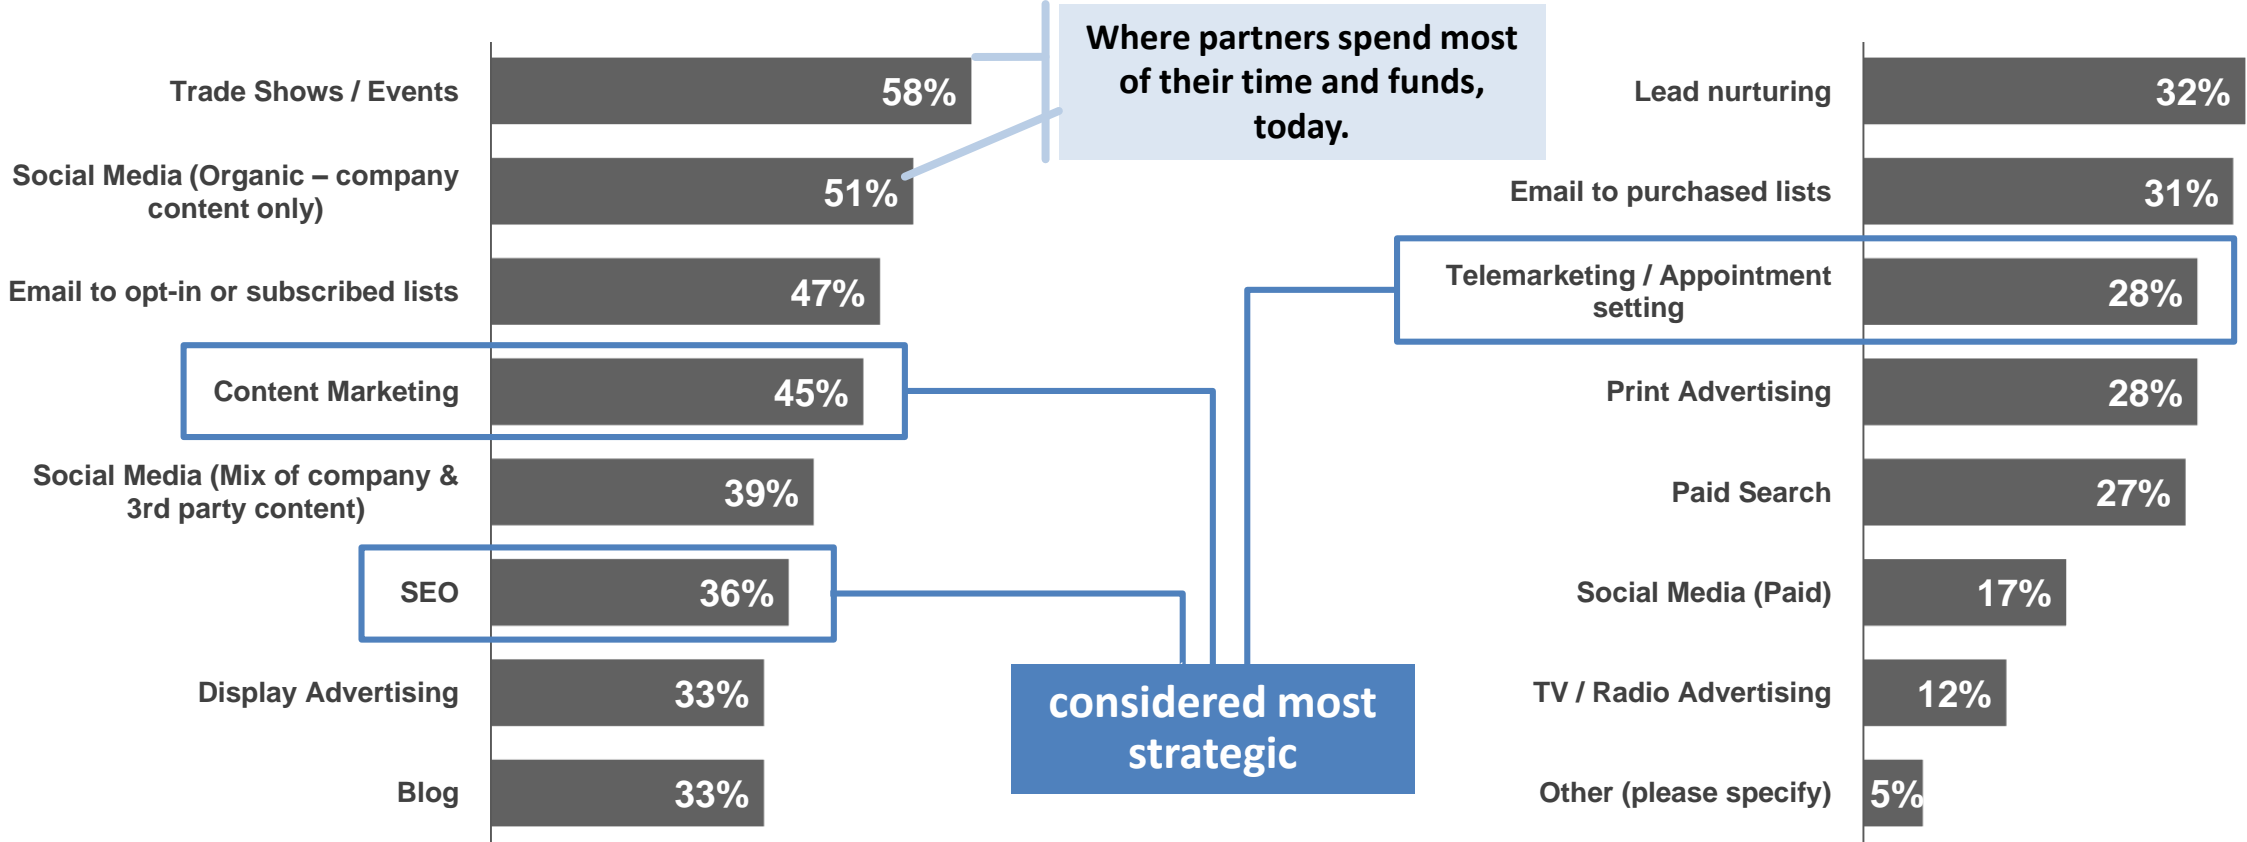 Where partners spend most
of their time and funds,
today.
Trade Shows / Events
58%
Social Media (Organic – company
content only)
51%
Email to opt-in or subscribed lists
47%
Content Marketing
45%
Social Media (Mix of company &
3rd party content)
39%
SEO
36%
Display Advertising
33%
Blog
33%
considered most
strategic
Lead nurturing
32%
Email to purchased lists
31%
Telemarketing / Appointment
setting
28%
Print Advertising
28%
Paid Search
27%
Social Media (Paid)
17%
TV / Radio Advertising
12%
Other (please specify)
5%